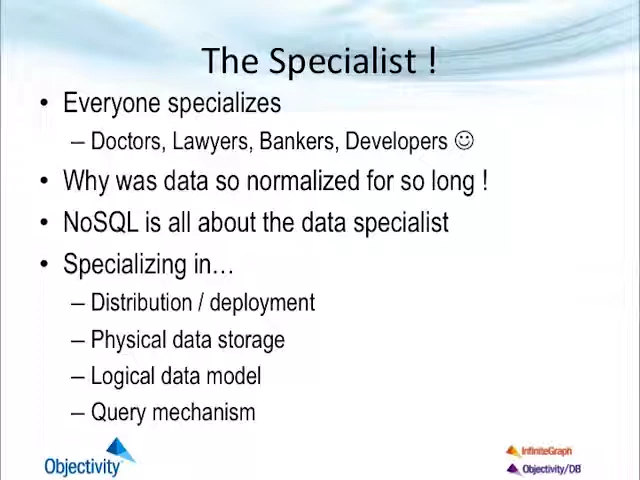 The Specialist !
• Everyone specializes
– Doctors, Lawyers, Bankers, Developers ☺
• Why was data so normalized for so long !
• NoSQL is all about the data specialist
• Specializing in…
– Distribution / deployment
– Physical data storage
– Logical data model
– Query mechanism
Objectivity
InfiniteGraph
Objectivity/DB